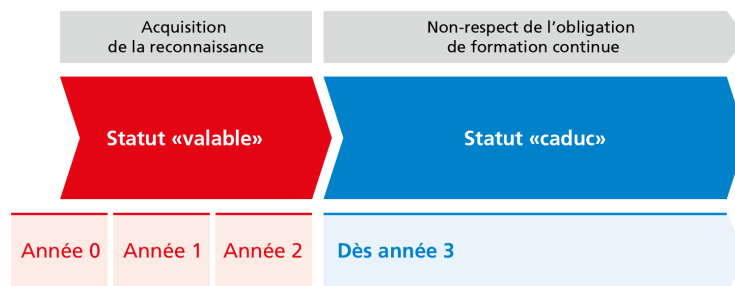 Acquisition
de la reconnaissance
Non-respect de l’obligation
de formation continue
Statut «valable»
Statut «caduc»
Année 0
Année 1
Année 2
Dès année 3